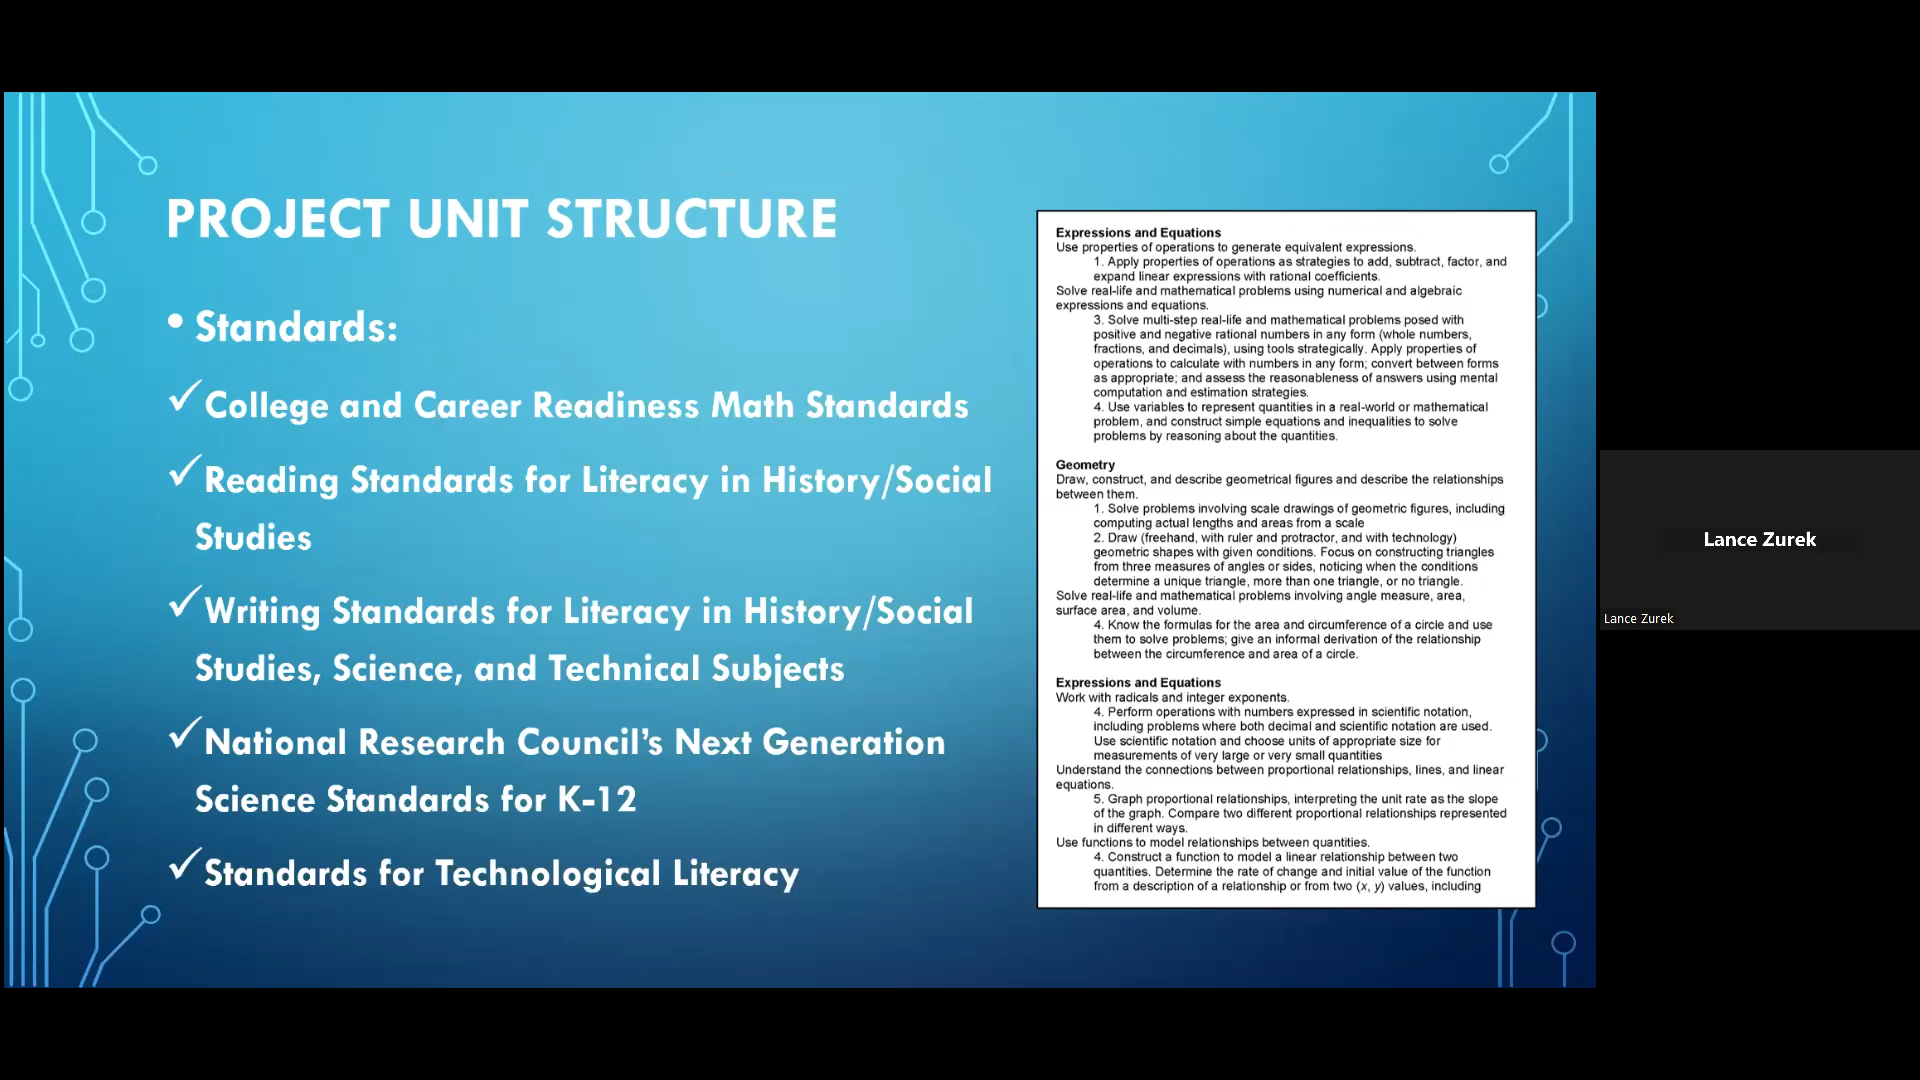 PROJECT UNIT STRUCTURE
• Standards:
✓College and Career Readiness Math Standards
✓Reading Standards for Literacy in History/Social
Studies
✓Writing Standards for Literacy in History/Social
Studies, Science, and Technical Subjects
✓National Research Council’s Next Generation
Science Standards for K-12
✓Standards for Technological Literacy
Expressions and Equations
Use properties of operations to generate equivalent expressions.
1. Apply properties of operations as strategies to add, subtract, factor, and
expand linear expressions with rational coefficients.
Solve real-life and mathematical problems using numerical and algebraic
expressions and equations.
3. Solve multi-step real-life and mathematical problems posed with
positive and negative rational numbers in any form (whole numbers,
fractions, and decimals), using tools strategically. Apply properties of
operations to calculate with numbers in any form; convert between forms
as appropriate; and assess the reasonableness of answers using mental
computation and estimation strategies.
4. Use variables to represent quantities in a real-world or mathematical
problem, and construct simple equations and inequalities to solve
problems by reasoning about the quantities.
Geometry
Draw, construct, and describe geometrical figures and describe the relationships
between them.
1. Solve problems involving scale drawings of geometric figures, including
computing actual lengths and areas from a scale
2. Draw (freehand, with ruler and protractor, and with technology)
geometric shapes with given conditions. Focus on constructing triangles
from three measures of angles or sides, noticing when the conditions
determine a unique triangle, more than one triangle, or no triangle.
Solve real-life and mathematical problems involving angle measure, area,
surface area, and volume.
4. Know the formulas for the area and circumference of a circle and use
them to solve problems; give an informal derivation of the relationship
between the circumference and area of a circle.
Expressions and Equations
Work with radicals and integer exponents.
4. Perform operations with numbers expressed in scientific notation,
including problems where both decimal and scientific notation are used.
Use scientific notation and choose units of appropriate size for
measurements of very large or very small quantities
Understand the connections between proportional relationships, lines, and linear
equations.
5. Graph proportional relationships, interpreting the unit rate as the slope
of the graph. Compare two different proportional relationships represented
in different ways.
Use functions to model relationships between quantities.
4. Construct a function to model a linear relationship between two
quantities. Determine the rate of change and initial value of the function
from a description of a relationship or from two (x, y) values, including
Lance Zurek
Lance Zurek